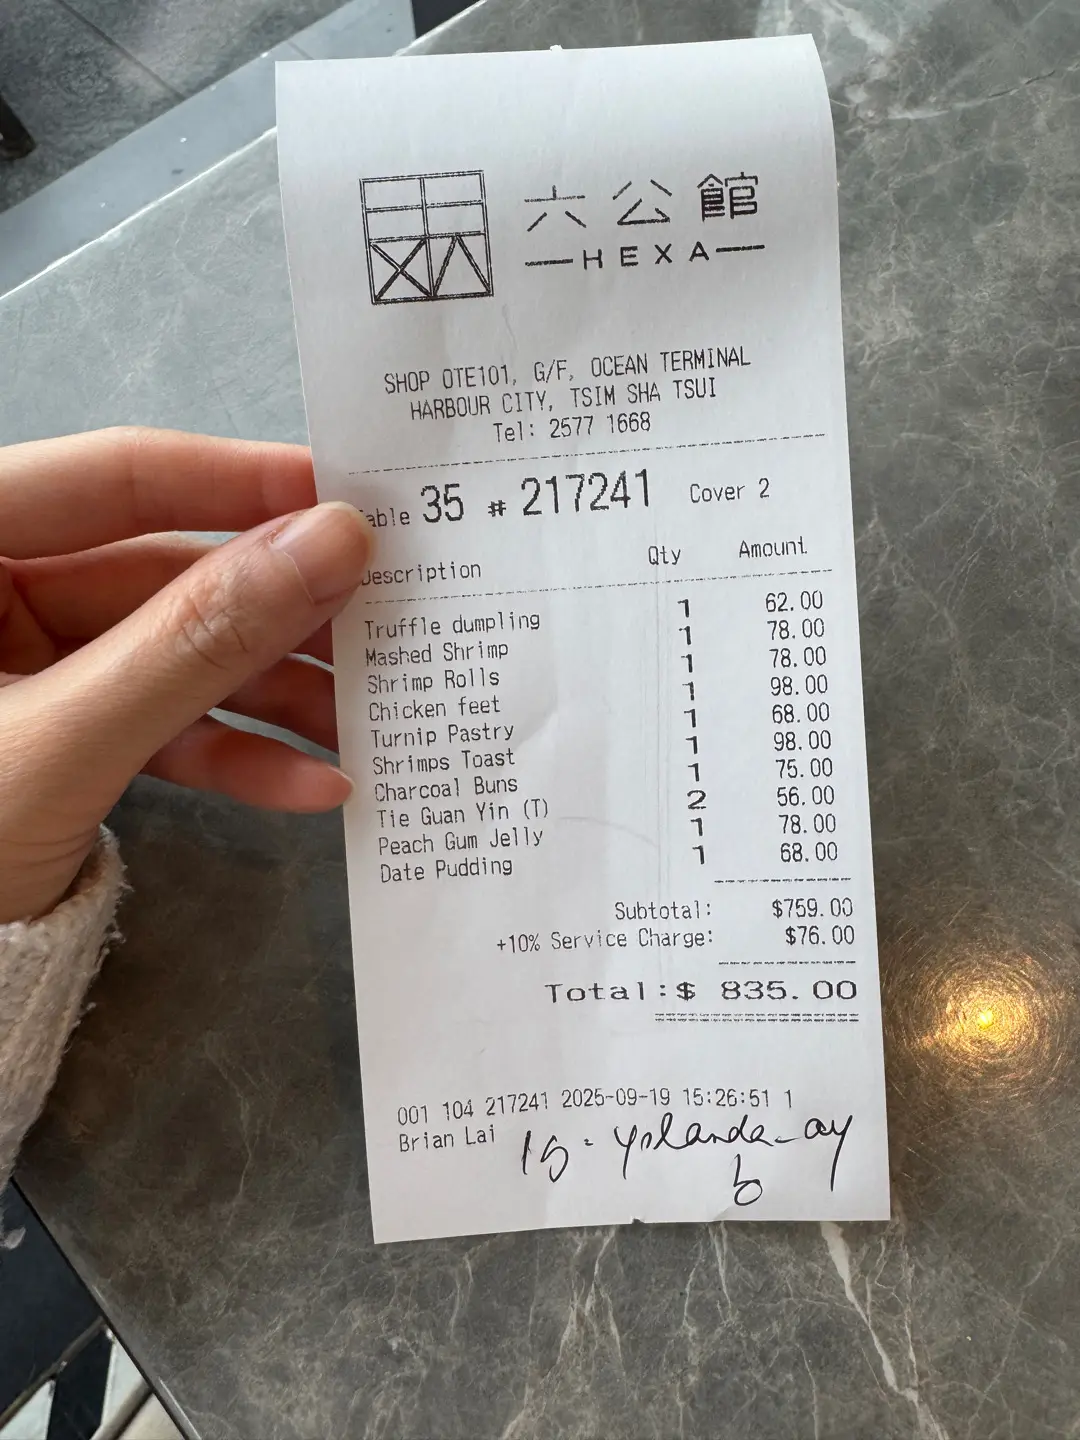 六公館
HEXA
SHOP OTE101, G/F, OCEAN TERMINAL
HARBOUR CITY, TSIM SHA TSUI
Tel: 2577 1668
able 35 # 217241 Cover 2
Description Qty Amount
Truffle dumpling 1 62.00
Mashed Shrimp 1 78.00
Shrimp Rolls 1 78.00
Chicken feet 1 98.00
Turnip Pastry 1 68.00
Shrimps Toast 1 98.00
Charcoal Buns 1 75.00
Tie Guan Yin (T) 2 56.00
Peach Gum Jelly 1 78.00
Date Pudding 1 68.00
Subtotal: $759.00
+10% Service Charge: $76.00
Total:$ 835.00
001 104 217241 2025-09-19 15:26:51 1
Brian Lai